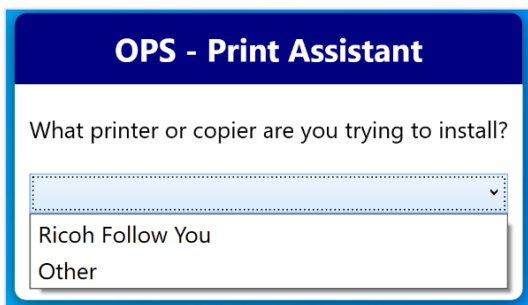 OPS - Print Assistant
What printer or copier are you trying to install?
Ricoh Follow You
Other